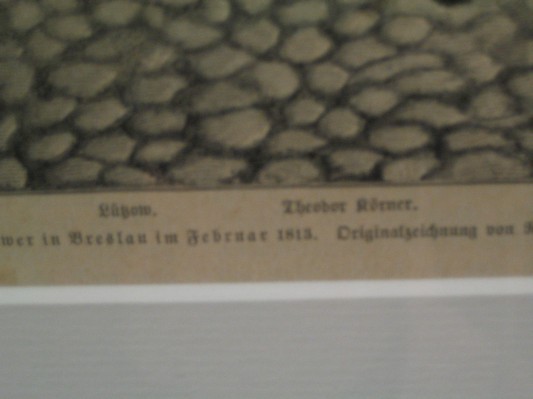 Lützow. Theodor Körner.
wer in Breslau im Februar 1813. Originalzeichnung von